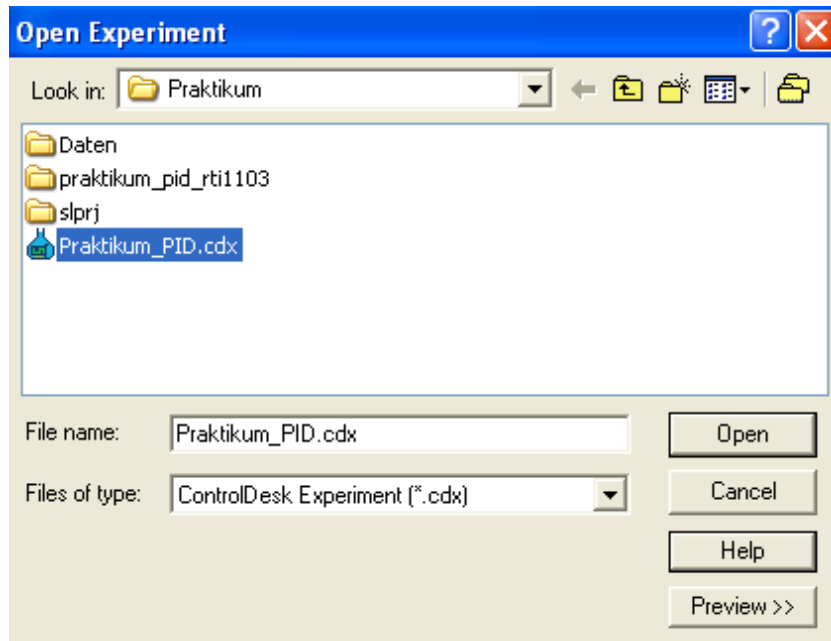 Open Experiment
Look in: Praktikum
Daten
praktikum_pid_rti1103
slprj
Praktikum_PID.cdx
File name: Praktikum_PID.cdx Open
Files of type: ControlDesk Experiment (*.cdx) Cancel
Help
Preview >>